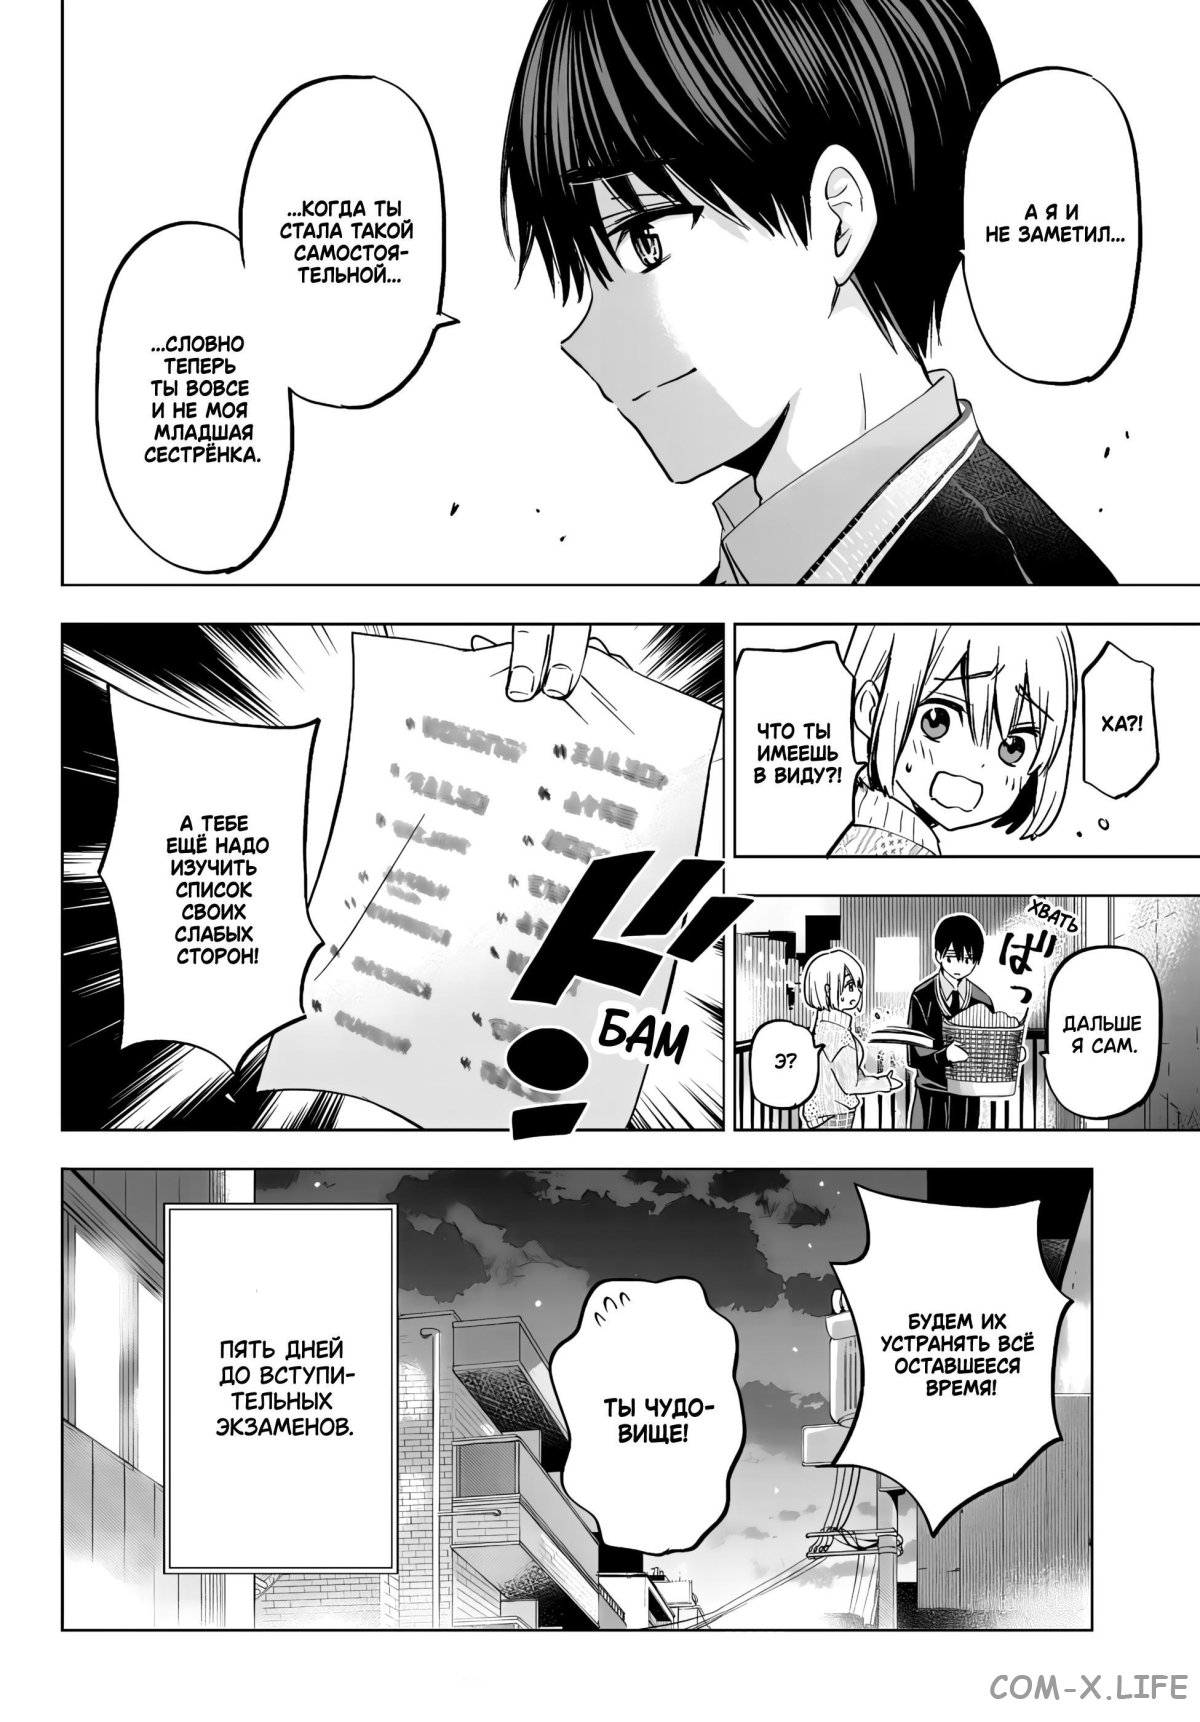 А Я И
НЕ ЗАМЕТИЛ...
...КОГДА ТЫ
СТАЛА ТАКОЙ
САМОСТОЯ-
ТЕЛЬНОЙ...
...СЛОВНО
ТЕПЕРЬ
ТЫ ВОВСЕ
И НЕ МОЯ
МЛАДШАЯ
СЕСТРЁНКА.
ХА?!
ЧТО ТЫ
ИМЕЕШЬ
В ВИДУ?!
ХВАТЬ
ばっ
ДАЛЬШЕ
Я САМ.
Э?
А ТЕБЕ
ЕЩЁ НАДО
ИЗУЧИТЬ
СПИСОК
СВОИХ
СЛАБЫХ
СТОРОН!
БАМ
БУДЕМ ИХ
УСТРАНЯТЬ ВСЁ
ОСТАВШЕЕСЯ
ВРЕМЯ!
ТЫ ЧУДО-
ВИЩЕ!
ПЯТЬ ДНЕЙ
ДО ВСТУПИ-
ТЕЛЬНЫХ
ЭКЗАМЕНОВ.
COM-X.LIFE